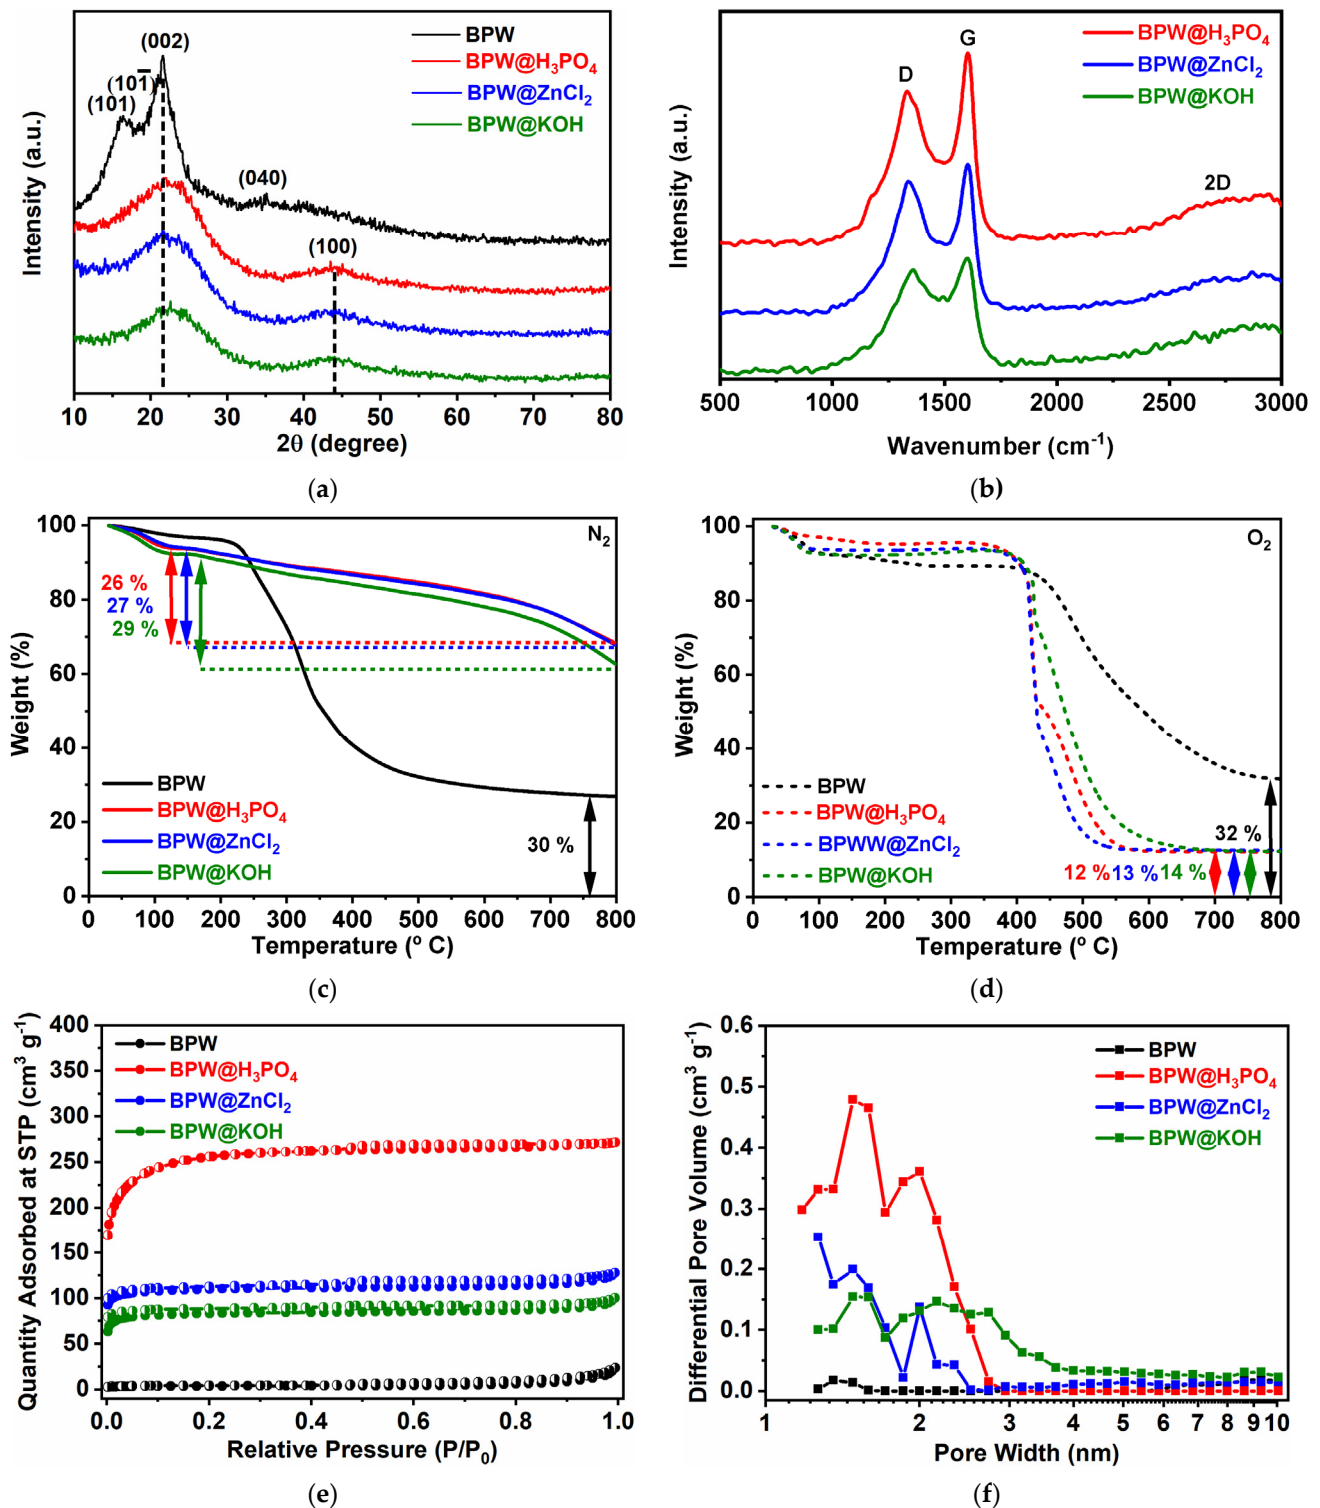 BPW
BPW@H₃PO₄
BPW@ZnCl₂
BPW@KOH
(002)
(101̅)
(101)
(040)
(100)
Intensity (a.u.)
10 20 30 40 50 60 70 80
2θ (degree)
(a)
BPW@H₃PO₄
BPW@ZnCl₂
BPW@KOH
G
D
2D
Intensity (a.u.)
500 1000 1500 2000 2500 3000
Wavenumber (cm⁻¹)
(b)
100
80
60
40
20
0
Weight (%)
N₂
26 %
27 %
29 %
BPW
BPW@H₃PO₄
BPW@ZnCl₂
BPW@KOH
30 %
0 100 200 300 400 500 600 700 800
Temperature (º C)
(c)
100
80
60
40
20
0
Weight (%)
O₂
BPW
BPW@H₃PO₄
BPWW@ZnCl₂
BPW@KOH
32 %
12 % 13 % 14 %
0 100 200 300 400 500 600 700 800
Temperature (º C)
(d)
400
350
300
250
200
150
100
50
0
Quantity Adsorbed at STP (cm³ g⁻¹)
BPW
BPW@H₃PO₄
BPW@ZnCl₂
BPW@KOH
0.0 0.2 0.4 0.6 0.8 1.0
Relative Pressure (P/P₀)
(e)
0.6
0.5
0.4
0.3
0.2
0.1
0.0
Differential Pore Volume (cm³ g⁻¹)
BPW
BPW@H₃PO₄
BPW@ZnCl₂
BPW@KOH
1 2 3 4 5 6 7 8 9 10
Pore Width (nm)
(f)